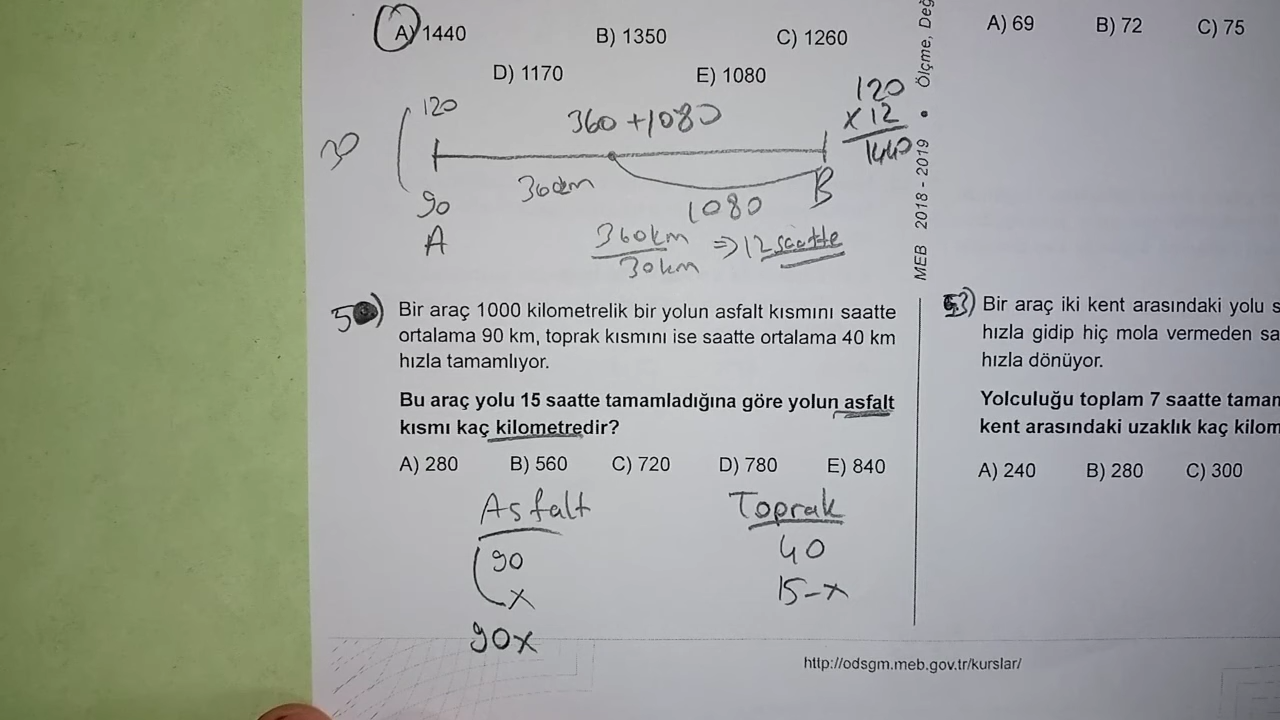 A) 1440 B) 1350 C) 1260
D) 1170 E) 1080
120
30
360+1080
120
x 12
1440
360km
1080
B
90
A
360km
30km
⇒ 12 saatte
50) Bir araç 1000 kilometrelik bir yolun asfalt kısmını saatte
ortalama 90 km, toprak kısmını ise saatte ortalama 40 km
hızla tamamlıyor.
Bu araç yolu 15 saatte tamamladığına göre yolun asfalt
kısmı kaç kilometredir?
A) 280 B) 560 C) 720 D) 780 E) 840
Asfalt
90
x
90x
Toprak
40
15-x
http://odsgm.meb.gov.tr/kurslar/
MEB 2018 - 2019 • Ölçme, Değ
A) 69 B) 72 C) 75
53) Bir araç iki kent arasındaki yolu s
hızla gidip hiç mola vermeden sa
hızla dönüyor.
Yolculuğu toplam 7 saatte taman
kent arasındaki uzaklık kaç kilom
A) 240 B) 280 C) 300